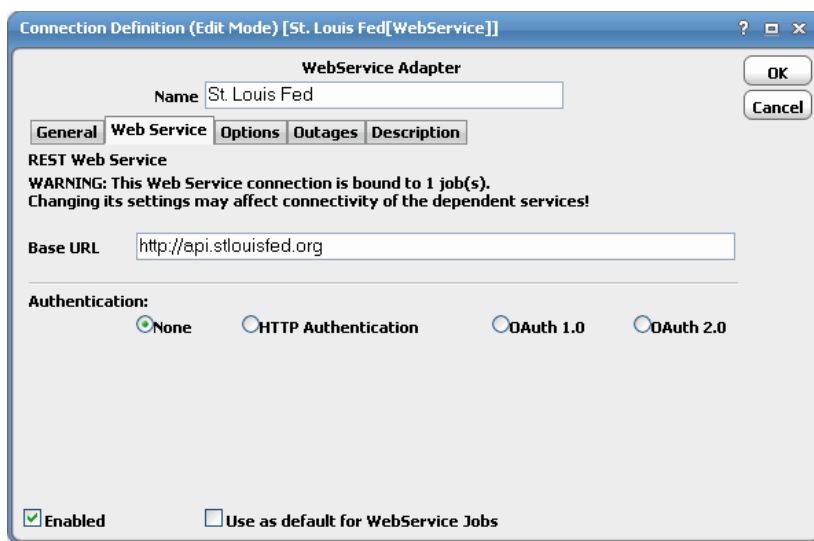 Connection Definition (Edit Mode) [St. Louis Fed[WebService]] ?
WebService Adapter
OK
Name St. Louis Fed
Cancel
General Web Service Options Outages Description
REST Web Service
WARNING: This Web Service connection is bound to 1 job(s).
Changing its settings may affect connectivity of the dependent services!
Base URL http://api.stlouisfed.org
Authentication:
None HTTP Authentication OAuth 1.0 OAuth 2.0
Enabled Use as default for WebService Jobs